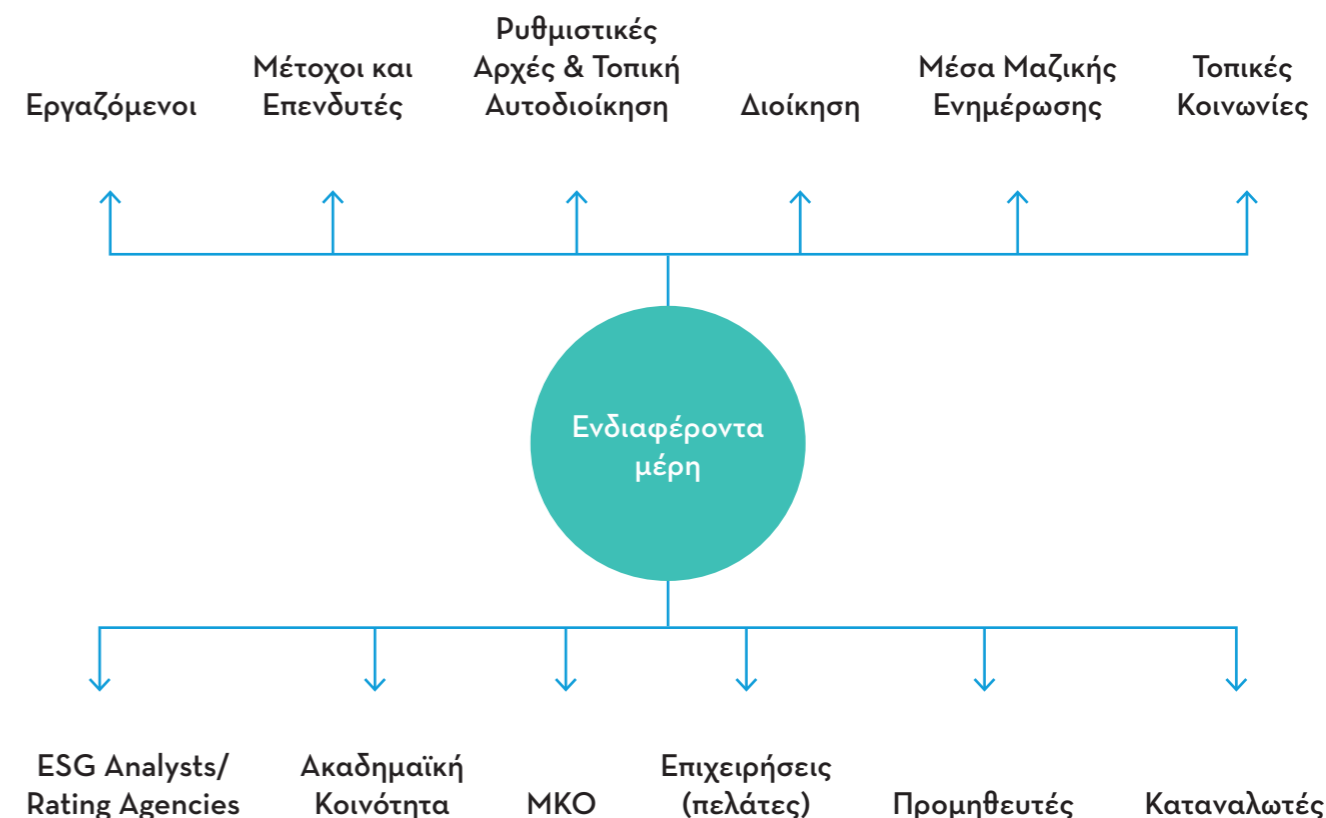 Εργαζόμενοι
Μέτοχοι και
Επενδυτές
Ρυθμιστικές
Αρχές & Τοπική
Αυτοδιοίκηση
Διοίκηση
Μέσα Μαζικής
Ενημέρωσης
Τοπικές
Κοινωνίες
Ενδιαφέροντα
μέρη
ESG Analysts/
Rating Agencies
Ακαδημαϊκή
Κοινότητα
ΜΚΟ
Επιχειρήσεις
(πελάτες)
Προμηθευτές
Καταναλωτές